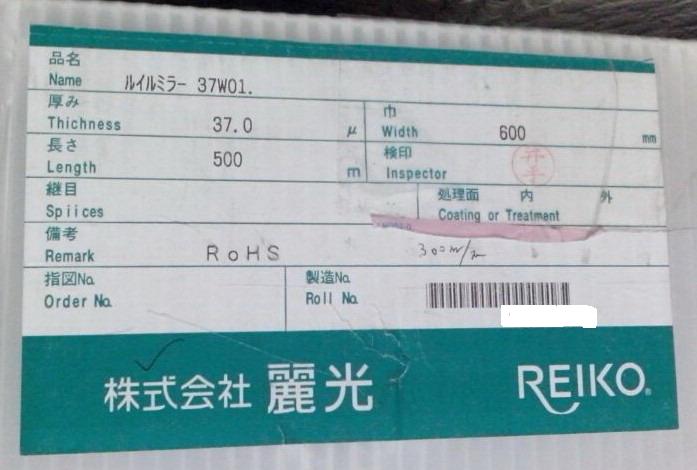 品名
Name ﾙｲﾙﾐﾗｰ 37W01.
厚み
Thichness 37.0 μ
巾
Width 600 mm
長さ
Length 500 m
検印
Inspector
継目
Spiices
処理面 内 外
Coating or Treatment
備考
Remark RoHS
指図No.
Order No.
製造No.
Roll No.
株式会社 麗光
REIKO